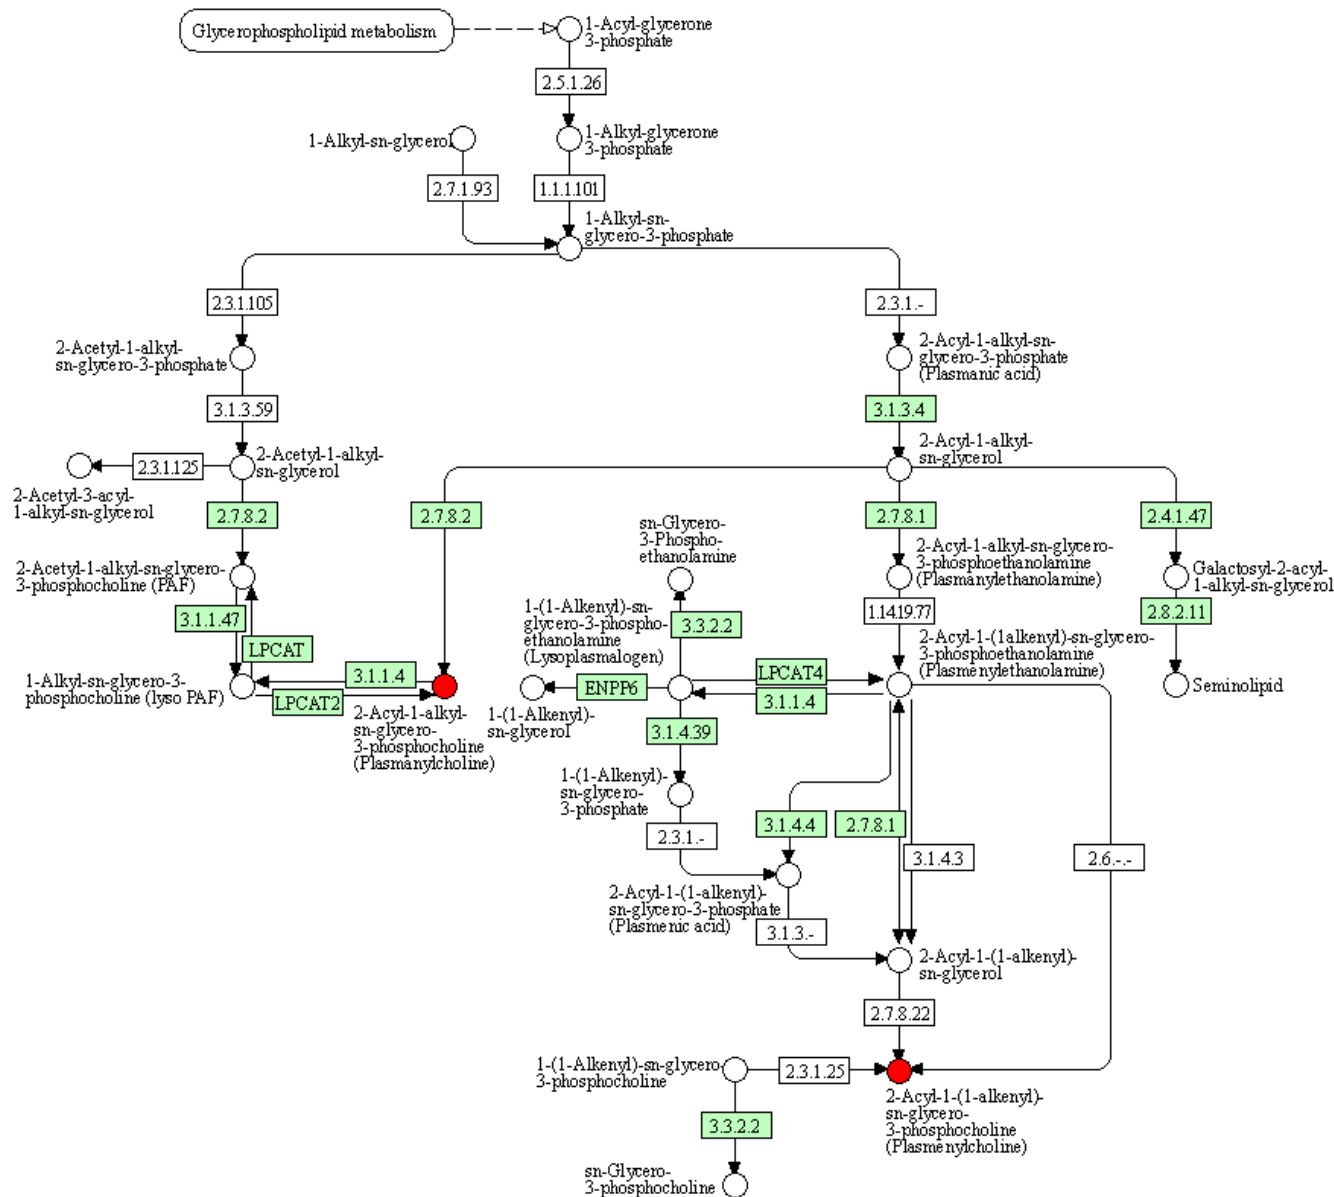 Glycerophospholipid metabolism
1-Acyl-glycerone
3-phosphate
2.5.1.26
1-Alkyl-sn-glycerol
1-Alkyl-glycerone
3-phosphate
2.7.1.93
1.1.1.101
1-Alkyl-sn-
glycero-3-phosphate
2.3.1.105
2.3.1.-
2-Acetyl-1-alkyl-
sn-glycero-3-phosphate
2-Acyl-1-alkyl-sn-
glycero-3-phosphate
(Plasmanic acid)
3.1.3.59
3.1.3.4
2.3.1.125
2-Acetyl-1-alkyl-
sn-glycerol
2-Acyl-1-alkyl-
sn-glycerol
2-Acetyl-3-acyl-
1-alkyl-sn-glycerol
2.7.8.2
2.7.8.2
2.7.8.1
2.4.1.47
sn-Glycero-
3-Phospho-
ethanolamine
2-Acyl-1-alkyl-sn-glycero-
3-phosphoethanolamine
(Plasmanylethanolamine)
2-Acetyl-1-alkyl-sn-glycero-
3-phosphocholine (PAF)
Galactosyl-2-acyl-
1-alkyl-sn-glycerol
3.1.1.47
LPCAT
1-(1-Alkenyl)-sn-
glycero-3-phospho-
ethanolamine
(Lysoplasmalogen)
3.3.2.2
1.14.19.77
2.8.2.11
2-Acyl-1-(1alkenyl)-sn-glycero-
3-phosphoethanolamine
(Plasmenylethanolamine)
1-Alkyl-sn-glycero-3-
phosphocholine (lyso PAF)
3.1.1.4
LPCAT2
ENPP6
LPCAT4
3.1.1.4
Seminolipid
2-Acyl-1-alkyl-
sn-glycero-
3-phosphocholine
(Plasmanylcholine)
1-(1-Alkenyl)-
sn-glycerol
3.1.4.39
1-(1-Alkenyl)-
sn-glycero-
3-phosphate
2.3.1.-
3.1.4.4
2.7.8.1
3.1.4.3
2.6.-.-
2-Acyl-1-(1-alkenyl)-
sn-glycero-3-phosphate
(Plasmenic acid)
3.1.3.-
2-Acyl-1-(1-alkenyl)-
sn-glycerol
2.7.8.22
1-(1-Alkenyl)-sn-glycero
3-phosphocholine
2.3.1.25
2-Acyl-1-(1-alkenyl)-
sn-glycero-
3-phosphocholine
(Plasmenylcholine)
3.3.2.2
sn-Glycero-
3-phosphocholine